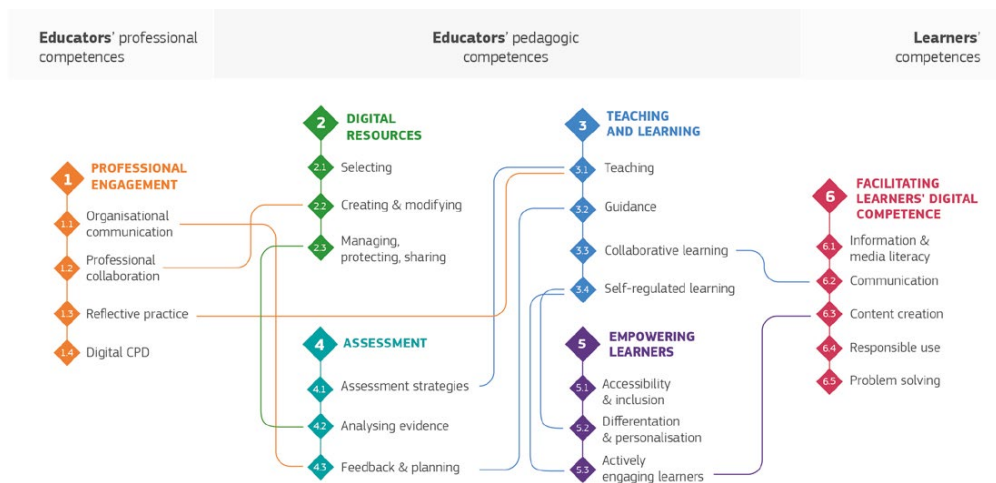 Educators' professional
competences
Educators' pedagogic
competences
Learners'
competences
1
PROFESSIONAL
ENGAGEMENT
1.1
Organisational
communication
1.2
Professional
collaboration
1.3
Reflective practice
1.4
Digital CPD
2
DIGITAL
RESOURCES
2.1
Selecting
2.2
Creating & modifying
2.3
Managing,
protecting, sharing
3
TEACHING
AND LEARNING
3.1
Teaching
3.2
Guidance
3.3
Collaborative learning
3.4
Self-regulated learning
4
ASSESSMENT
4.1
Assessment strategies
4.2
Analysing evidence
4.3
Feedback & planning
5
EMPOWERING
LEARNERS
5.1
Accessibility
& inclusion
5.2
Differentation
& personalisation
5.3
Actively
engaging learners
6
FACILITATING
LEARNERS' DIGITAL
COMPETENCE
6.1
Information &
media literacy
6.2
Communication
6.3
Content creation
6.4
Responsible use
6.5
Problem solving